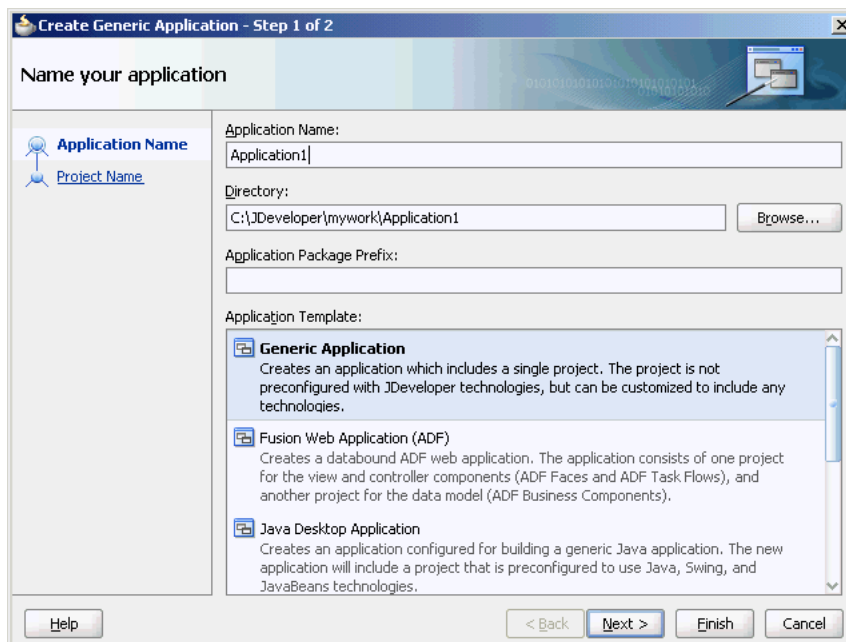 Create Generic Application - Step 1 of 2
Name your application
Application Name
Project Name
Application Name:
Application1
Directory:
C:\JDeveloper\mywork\Application1
Browse...
Application Package Prefix:
Application Template:
Generic Application
Creates an application which includes a single project. The project is not
preconfigured with JDeveloper technologies, but can be customized to include any
technologies.
Fusion Web Application (ADF)
Creates a databound ADF web application. The application consists of one project
for the view and controller components (ADF Faces and ADF Task Flows), and
another project for the data model (ADF Business Components).
Java Desktop Application
Creates an application configured for building a generic Java application. The new
application will include a project that is preconfigured to use Java, Swing, and
JavaBeans technologies.
Help
< Back
Next >
Finish
Cancel